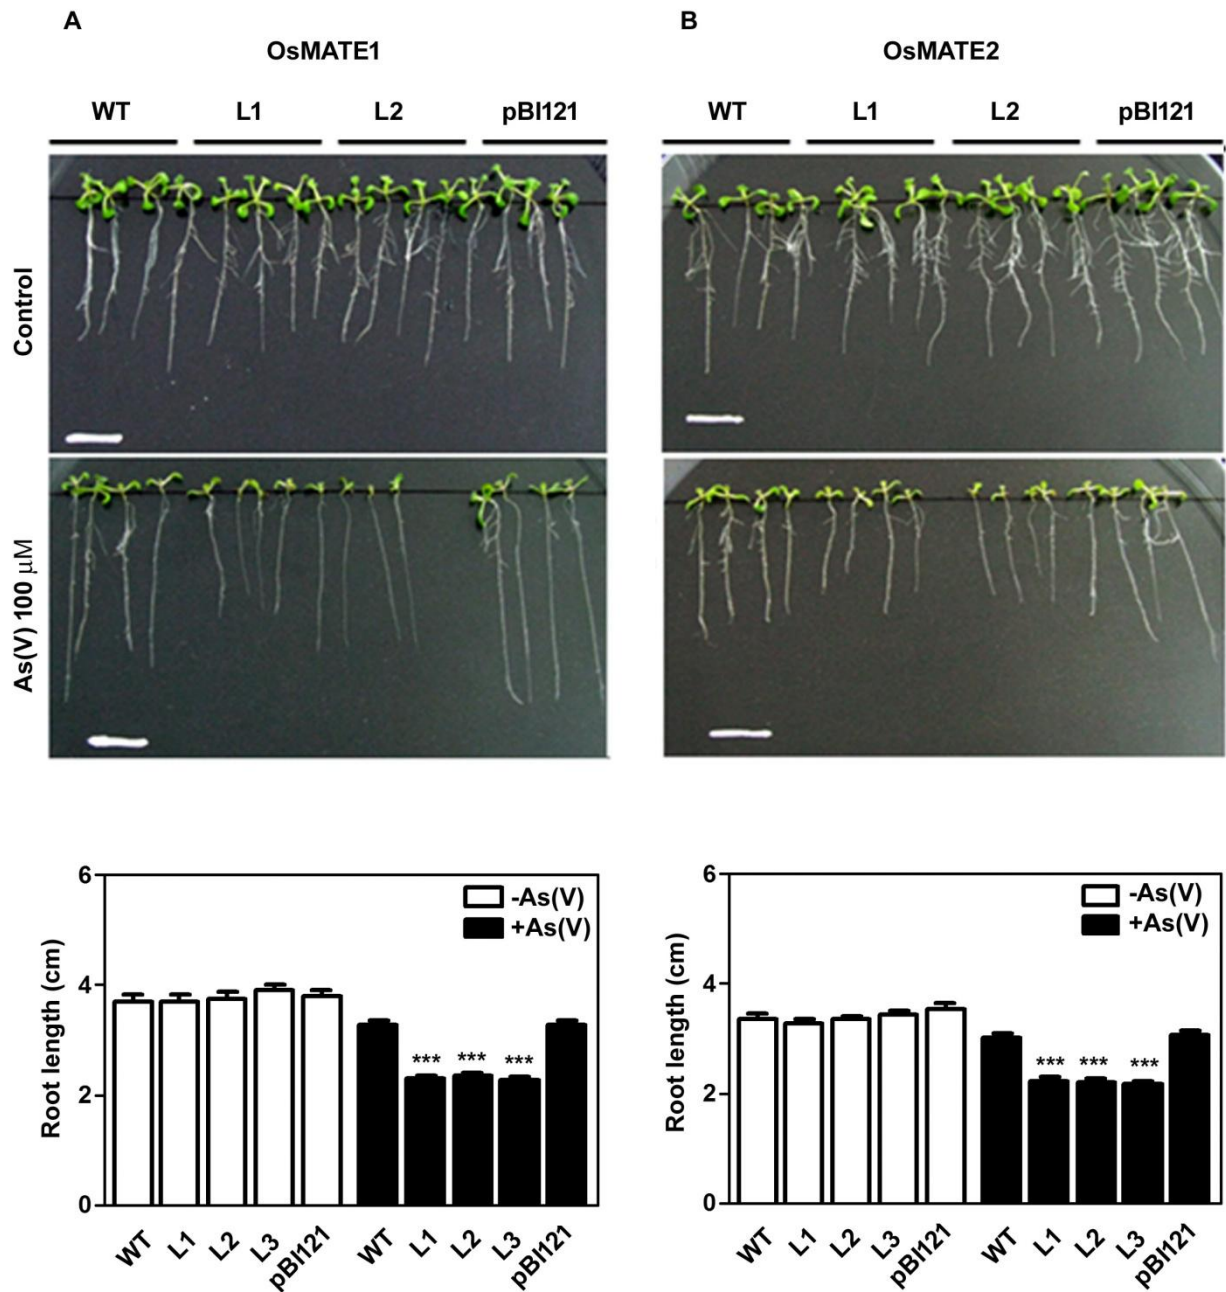 A
OsMATE1
WT L1 L2 pBI121
Control
As(V) 100 μM
6
4
2
0
Root length (cm)
-As(V)
+As(V)
*** *** ***
WT L1 L2 L3 pBI121 WT L1 L2 L3 pBI121
B
OsMATE2
WT L1 L2 pBI121
6
4
2
0
Root length (cm)
-As(V)
+As(V)
*** *** ***
WT L1 L2 L3 pBI121 WT L1 L2 L3 pBI121